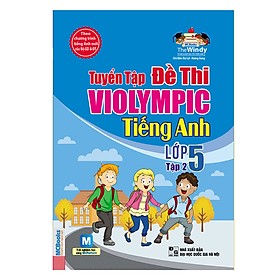 Theo
chương trình
tiếng Anh mới
của Bộ GD & ĐT
TheWindy
Tuyển Tập Đề Thi
VIOLYMPIC
Tiếng Anh
LỚP 5
Tập 2
MCBooks
NHÀ XUẤT BẢN
ĐẠI HỌC QUỐC GIA HÀ NỘI